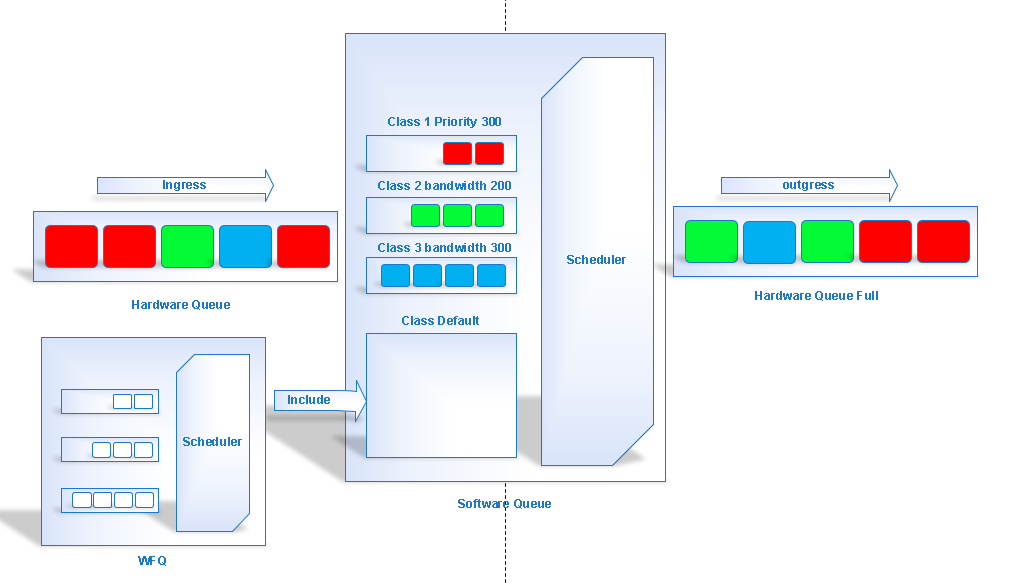 Class 1 Priority 300
Ingress
Class 2 bandwidth 200
outgress
Class 3 bandwidth 300
Scheduler
Hardware Queue
Hardware Queue Full
Class Default
Include
Scheduler
Software Queue
WFQ